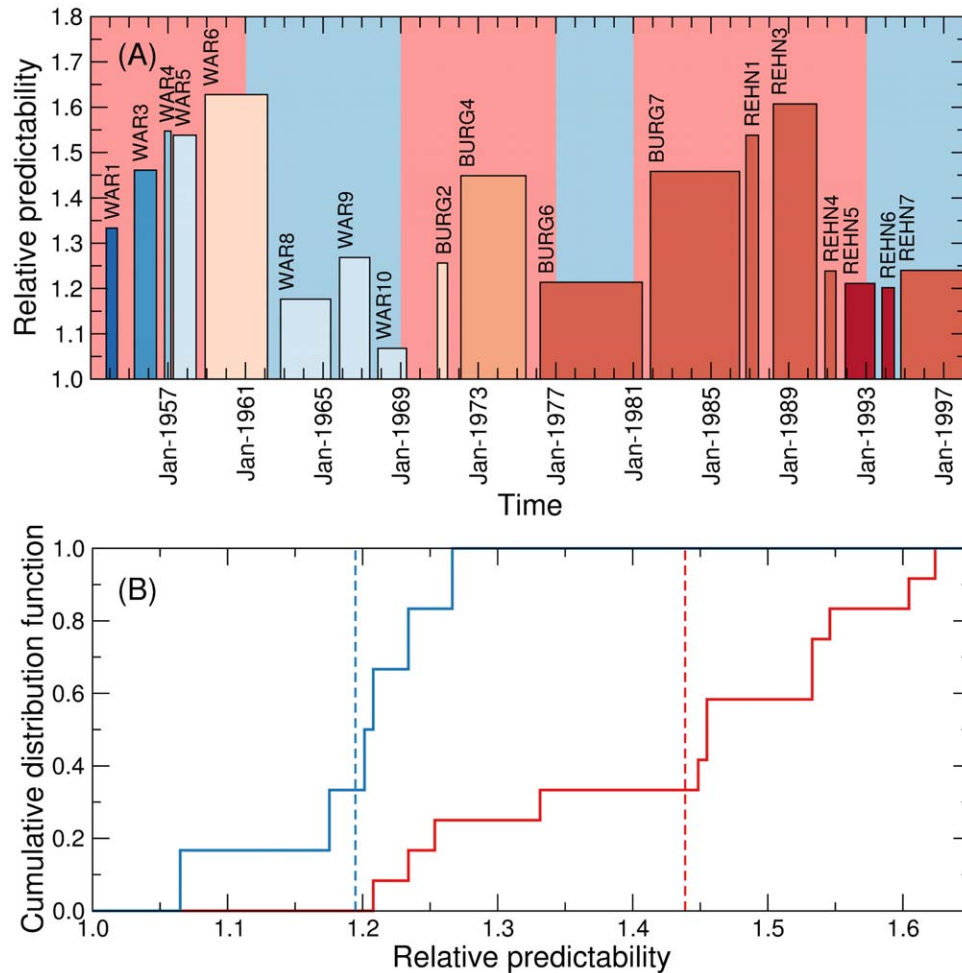 (A)
Relative predictability
1.8
1.7
1.6
1.5
1.4
1.3
1.2
1.1
1.0
WAR1
WAR3
WAR4
WAR5
WAR6
WAR8
WAR9
WAR10
BURG2
BURG4
BURG6
BURG7
REHN1
REHN3
REHN4
REHN5
REHN6
REHN7
Jan-1957
Jan-1961
Jan-1965
Jan-1969
Jan-1973
Jan-1977
Jan-1981
Jan-1985
Jan-1989
Jan-1993
Jan-1997
Time
(B)
Cumulative distribution function
1.0
0.8
0.6
0.4
0.2
0.0
1.0 1.1 1.2 1.3 1.4 1.5 1.6
Relative predictability